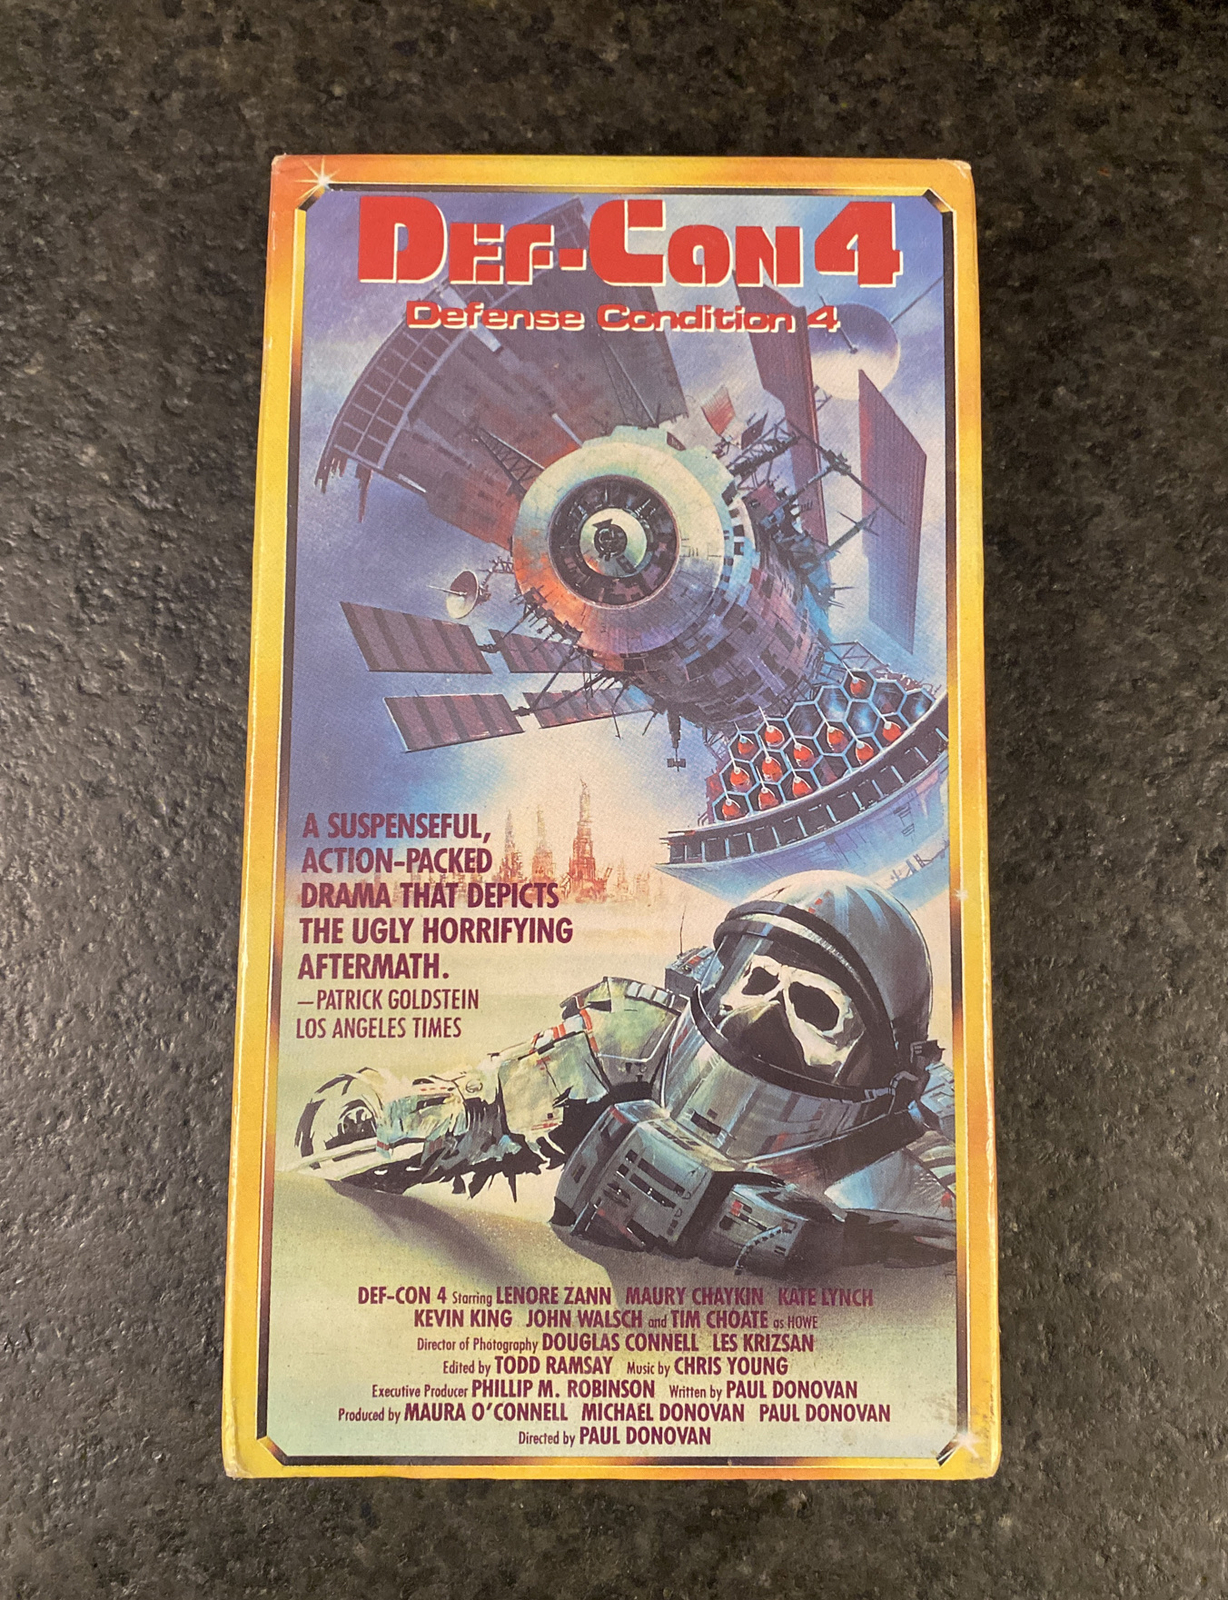 DEF-CON 4
Defense Condition 4
A SUSPENSEFUL,
ACTION-PACKED
DRAMA THAT DEPICTS
THE UGLY HORRIFYING
AFTERMATH.
—PATRICK GOLDSTEIN
LOS ANGELES TIMES
DEF-CON 4 Starring LENORE ZANN MAURY CHAYKIN KATE LYNCH
KEVIN KING JOHN WALSCH and TIM CHOATE as HOWE
Director of Photography DOUGLAS CONNELL LES KRIZSAN
Edited by TODD RAMSAY Music by CHRIS YOUNG
Executive Producer PHILLIP M. ROBINSON Written by PAUL DONOVAN
Produced by MAURA O'CONNELL MICHAEL DONOVAN PAUL DONOVAN
Directed by PAUL DONOVAN